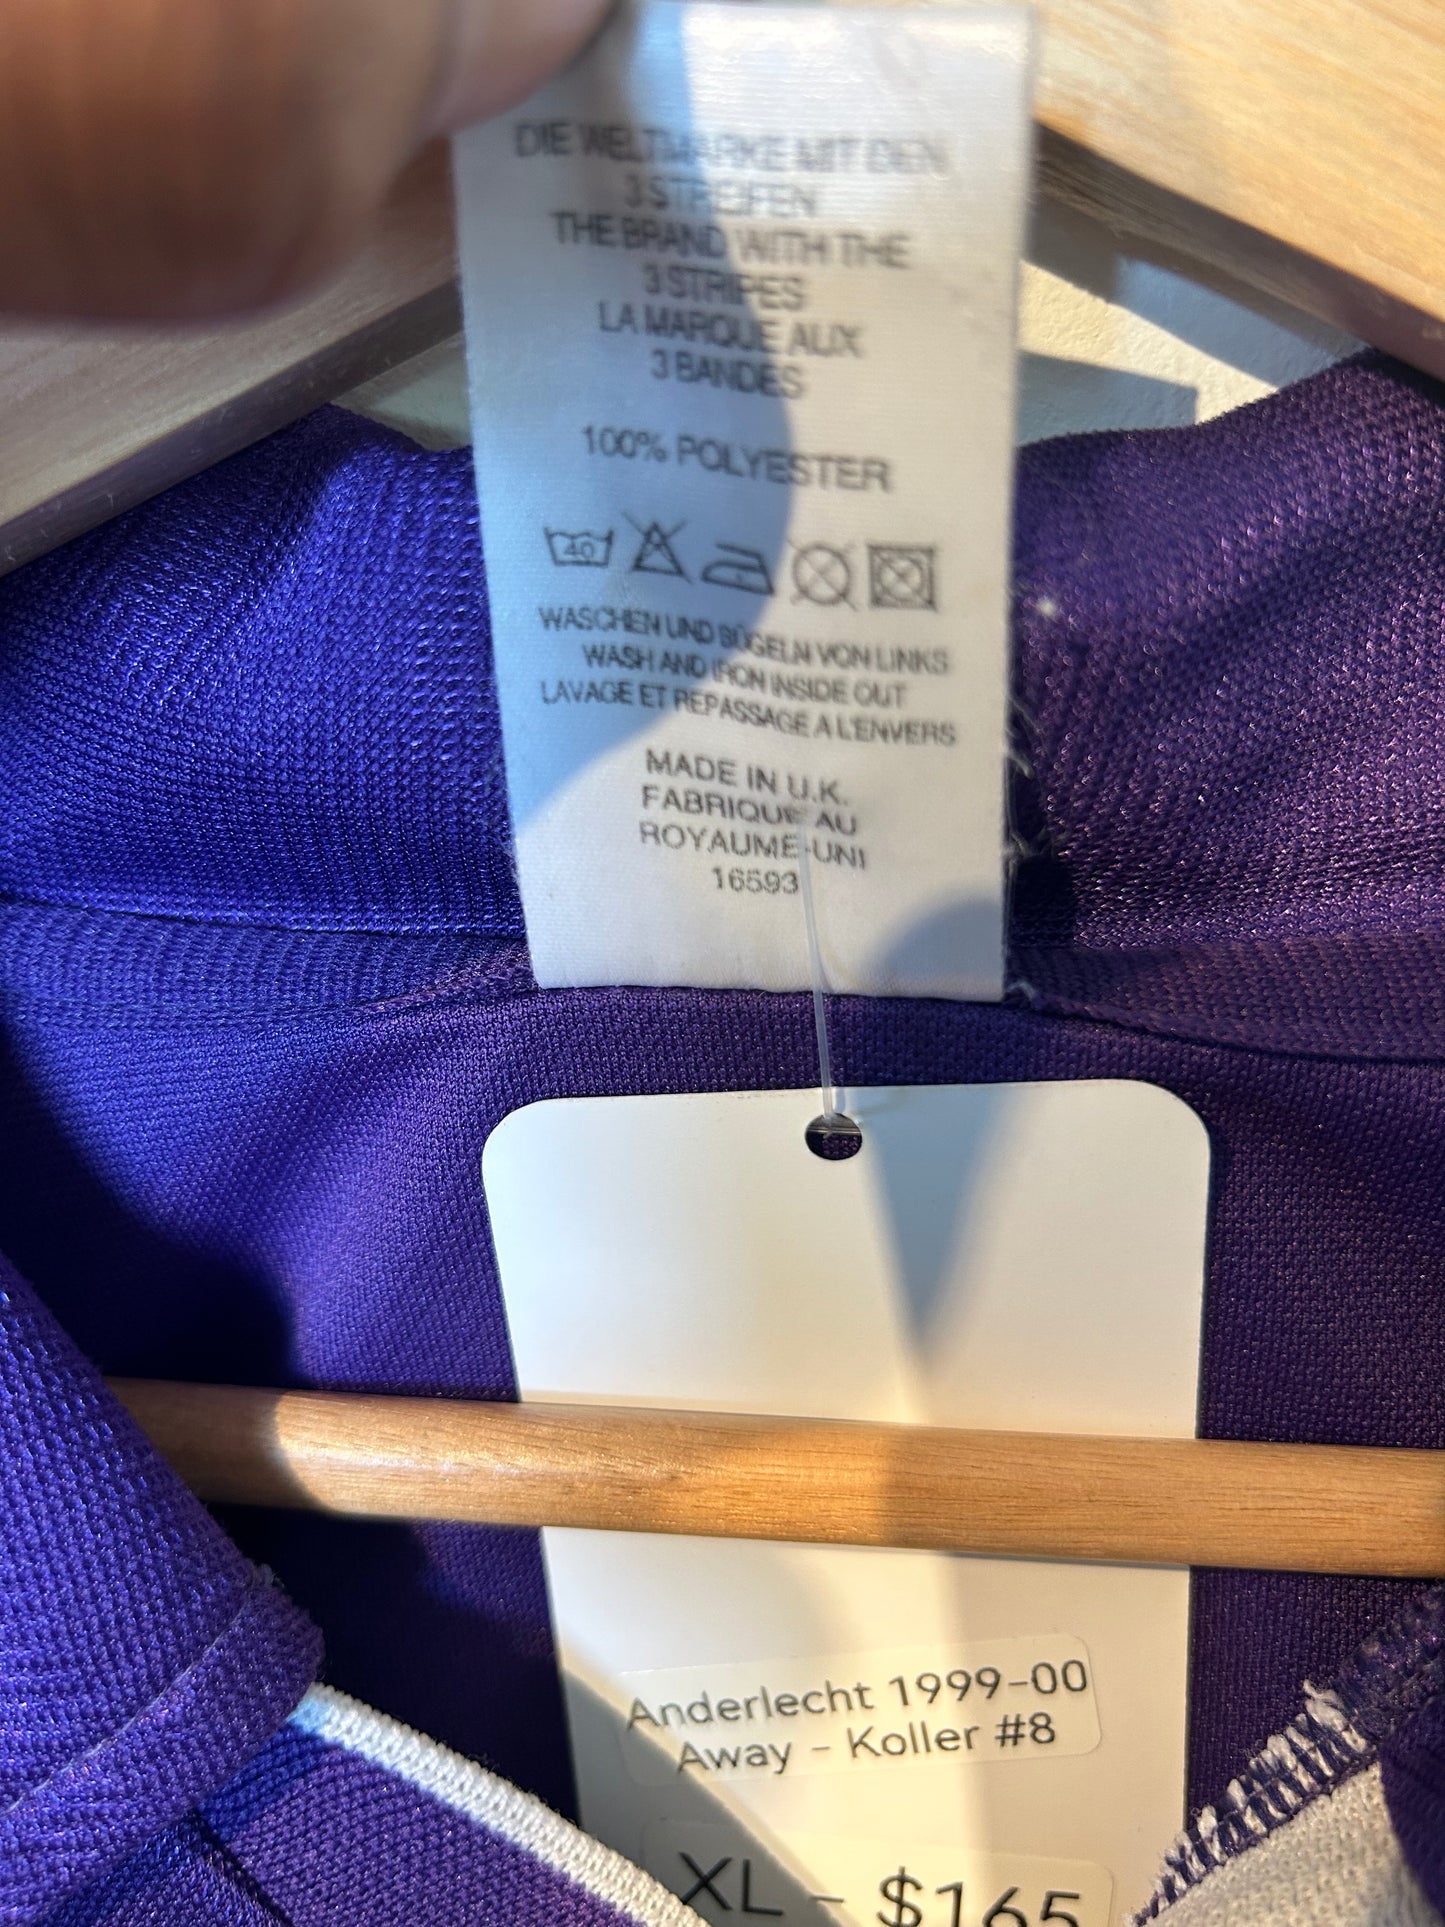 DIE WELTMARKE MIT DEN
3 STREIFEN
THE BRAND WITH THE
3 STRIPES
LA MARQUE AUX
3 BANDES
100% POLYESTER
40
WASCHEN UND BÜGELN VON LINKS
WASH AND IRON INSIDE OUT
LAVAGE ET REPASSAGE A L'ENVERS
MADE IN U.K.
FABRIQUE AU
ROYAUME-UNI
16593
Anderlecht 1999-00
Away - Koller #8
XL - $165